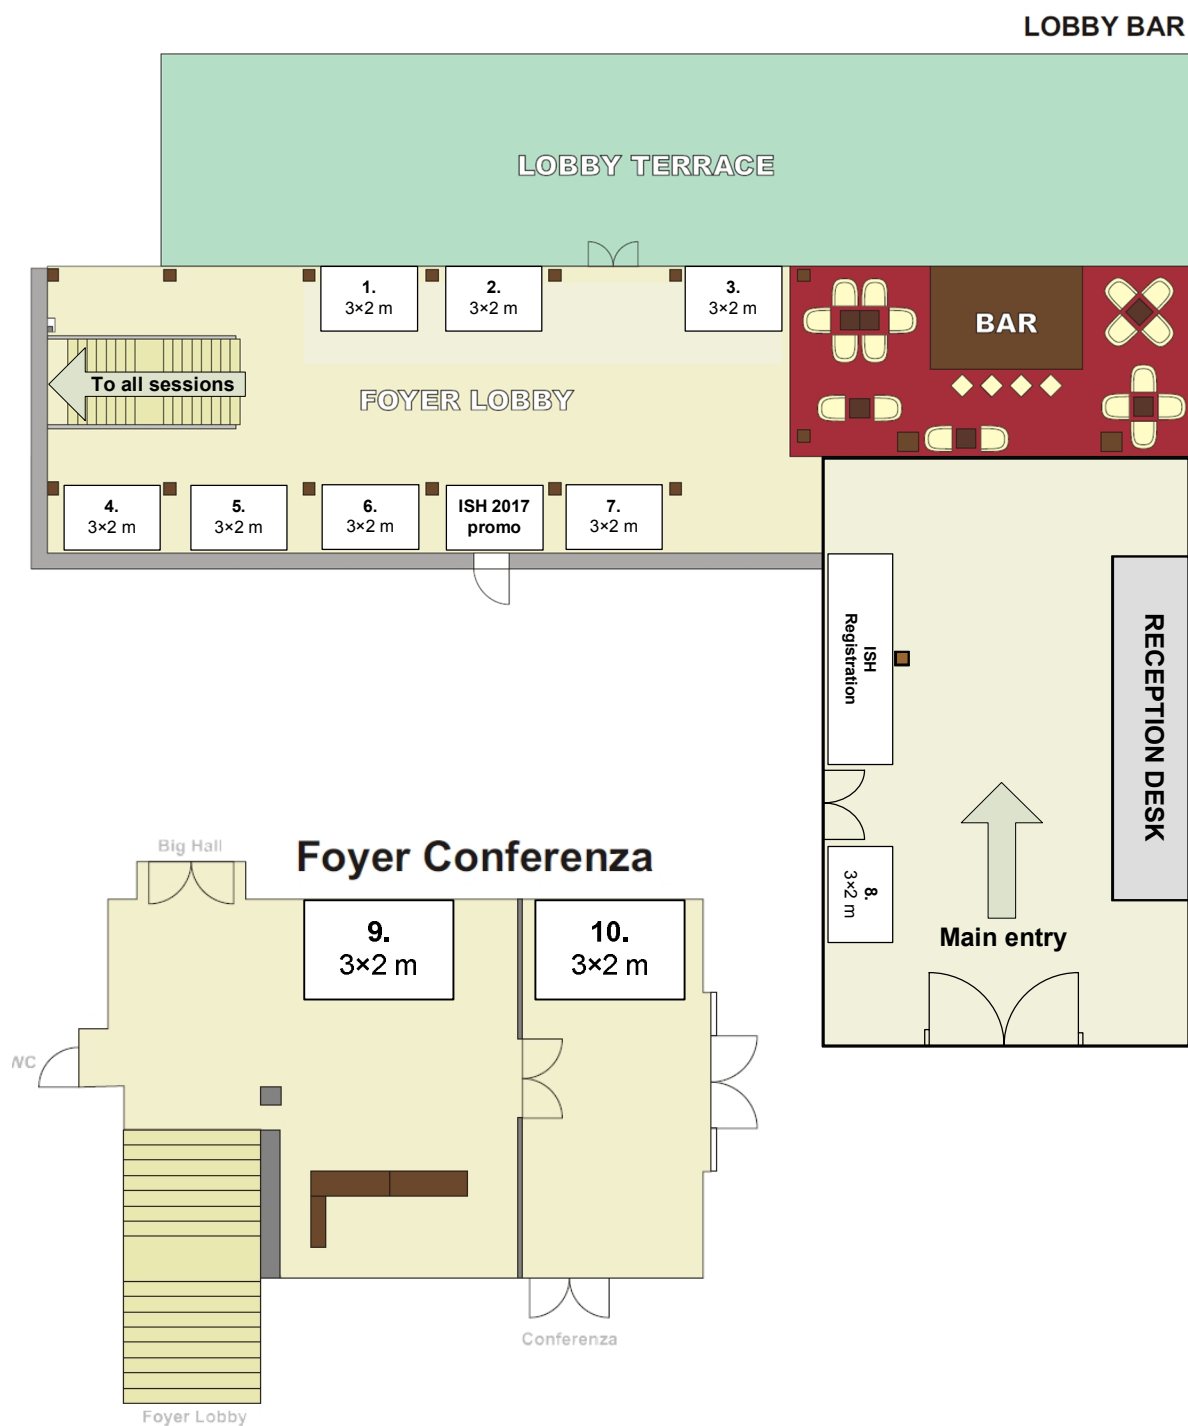 LOBBY BAR
LOBBY TERRACE
1.
3×2 m
2.
3×2 m
3.
3×2 m
BAR
To all sessions
FOYER LOBBY
4.
3×2 m
5.
3×2 m
6.
3×2 m
ISH 2017
promo
7.
3×2 m
ISH
Registration
RECEPTION DESK
8.
3×2 m
Main entry
Foyer Conferenza
Big Hall
9.
3×2 m
10.
3×2 m
WC
Conferenza
Foyer Lobby